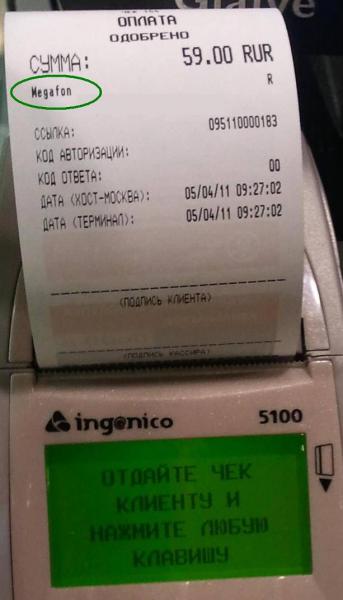 ОПЛАТА
ОДОБРЕНО
СУММА: 59.00 RUR
Megafon R
ССЫЛКА: 095110000183
КОД АВТОРИЗАЦИИ:
КОД ОТВЕТА: 00
ДАТА (ХОСТ-МОСКВА): 05/04/11 09:27:02
ДАТА (ТЕРМИНАЛ): 05/04/11 09:27:02
(ПОДПИСЬ КЛИЕНТА)
(ПОДПИСЬ КАССИРА)
ingenico 5100
ОТДАЙТЕ ЧЕК
КЛИЕНТУ И
НАЖМИТЕ ЛЮБУЮ
КЛАВИШУ